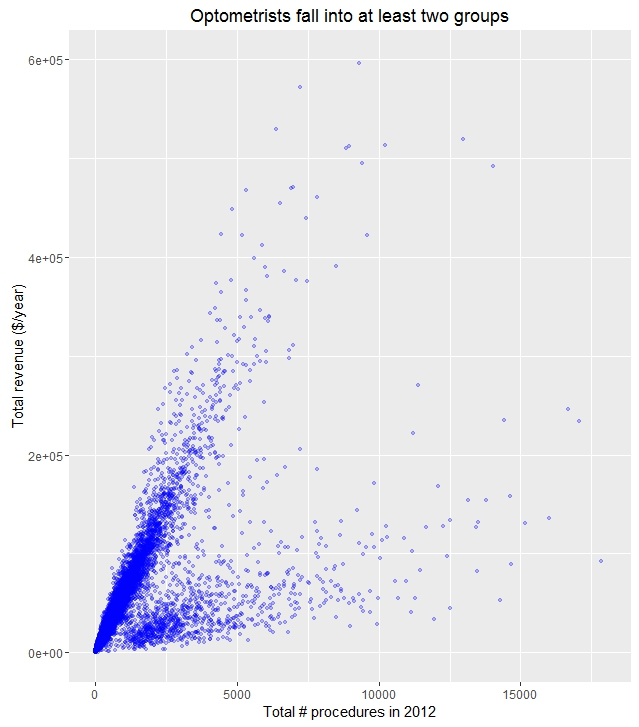 Optometrists fall into at least two groups
Total revenue ($/year)
6e+05
4e+05
2e+05
0e+00
0
5000
10000
15000
Total # procedures in 2012